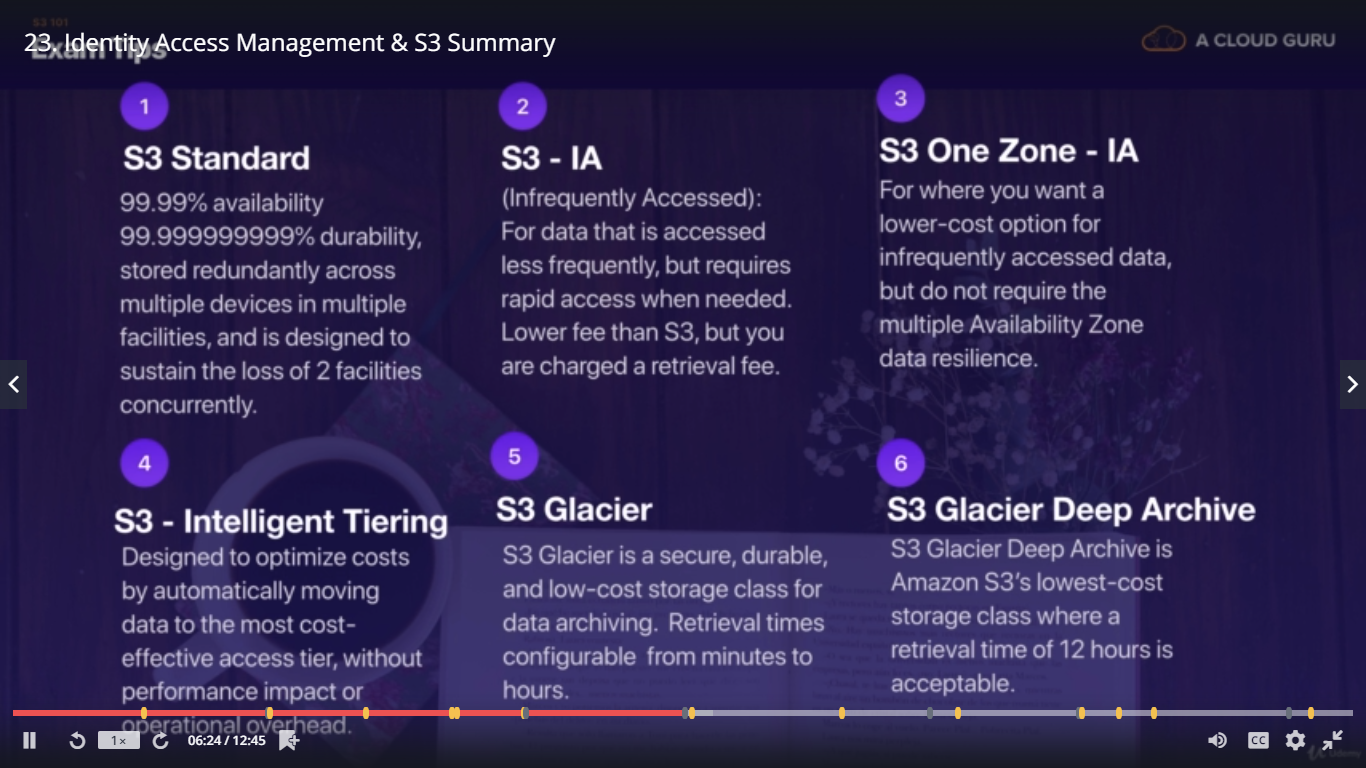 S3 101
Exam Tips
23. Identity Access Management & S3 Summary
A CLOUD GURU
1
S3 Standard
99.99% availability
99.999999999% durability,
stored redundantly across
multiple devices in multiple
facilities, and is designed to
sustain the loss of 2 facilities
concurrently.
2
S3 - IA
(Infrequently Accessed):
For data that is accessed
less frequently, but requires
rapid access when needed.
Lower fee than S3, but you
are charged a retrieval fee.
3
S3 One Zone - IA
For where you want a
lower-cost option for
infrequently accessed data,
but do not require the
multiple Availability Zone
data resilience.
4
S3 - Intelligent Tiering
Designed to optimize costs
by automatically moving
data to the most cost-
effective access tier, without
performance impact or
operational overhead.
5
S3 Glacier
S3 Glacier is a secure, durable,
and low-cost storage class for
data archiving. Retrieval times
configurable from minutes to
hours.
6
S3 Glacier Deep Archive
S3 Glacier Deep Archive is
Amazon S3's lowest-cost
storage class where a
retrieval time of 12 hours is
acceptable.
1×
06:24 / 12:45
CC